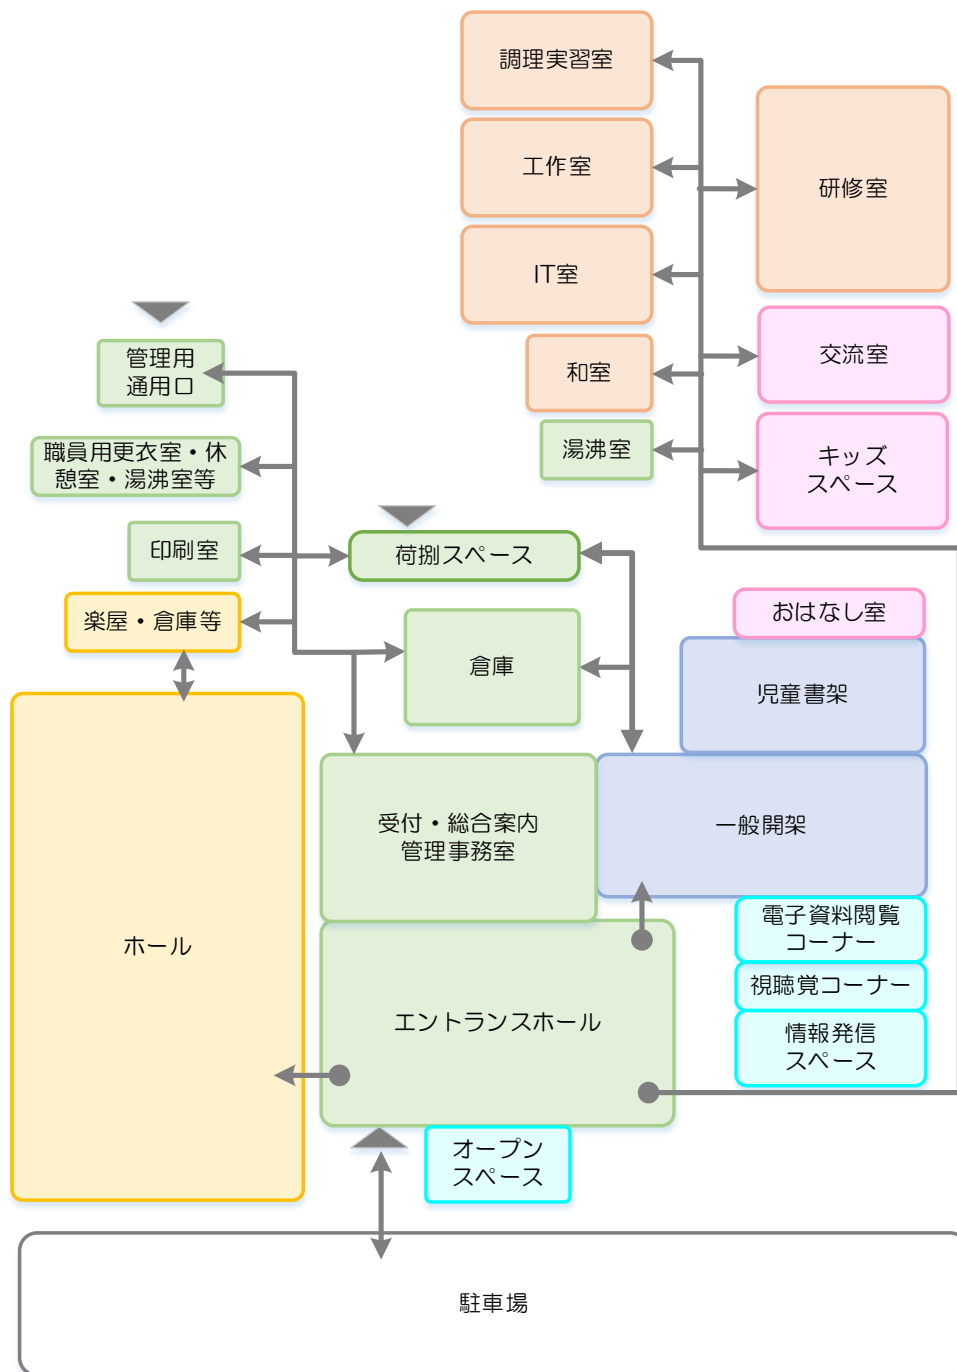 調理実習室
工作室
研修室
IT室
管理用
通用口
交流室
和室
職員用更衣室・休
憩室・湯沸室等
湯沸室
キッズ
スペース
印刷室
荷捌スペース
楽屋・倉庫等
おはなし室
倉庫
児童書架
受付・総合案内
管理事務室
一般開架
ホール
電子資料閲覧
コーナー
視聴覚コーナー
エントランスホール
情報発信
スペース
オープン
スペース
駐車場